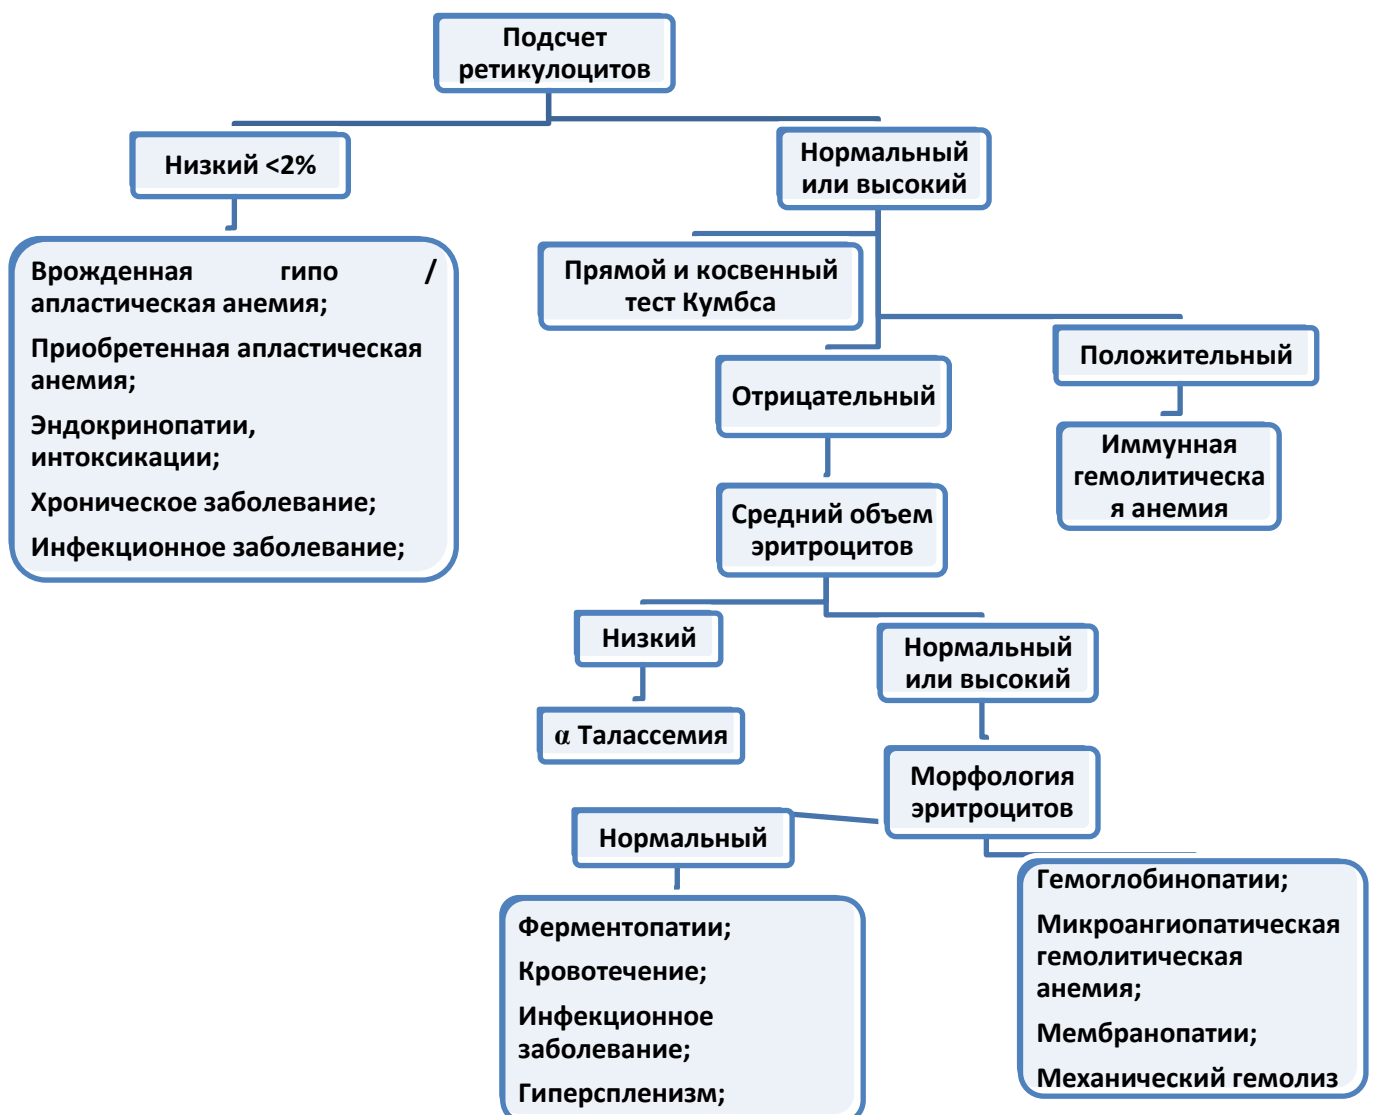 Подсчет
ретикулоцитов
Низкий <2%
Нормальный
или высокий
Врожденная гипо /
апластическая анемия;
Приобретенная апластическая
анемия;
Эндокринопатии,
интоксикации;
Хроническое заболевание;
Инфекционное заболевание;
Прямой и косвенный
тест Кумбса
Отрицательный
Положительный
Иммунная
гемолитическа
я анемия
Средний объем
эритроцитов
Низкий
Нормальный
или высокий
α Талассемия
Морфология
эритроцитов
Нормальный
Ферментопатии;
Кровотечение;
Инфекционное
заболевание;
Гиперспленизм;
Гемоглобинопатии;
Микроангиопатическая
гемолитическая
анемия;
Мембранопатии;
Механический гемолиз